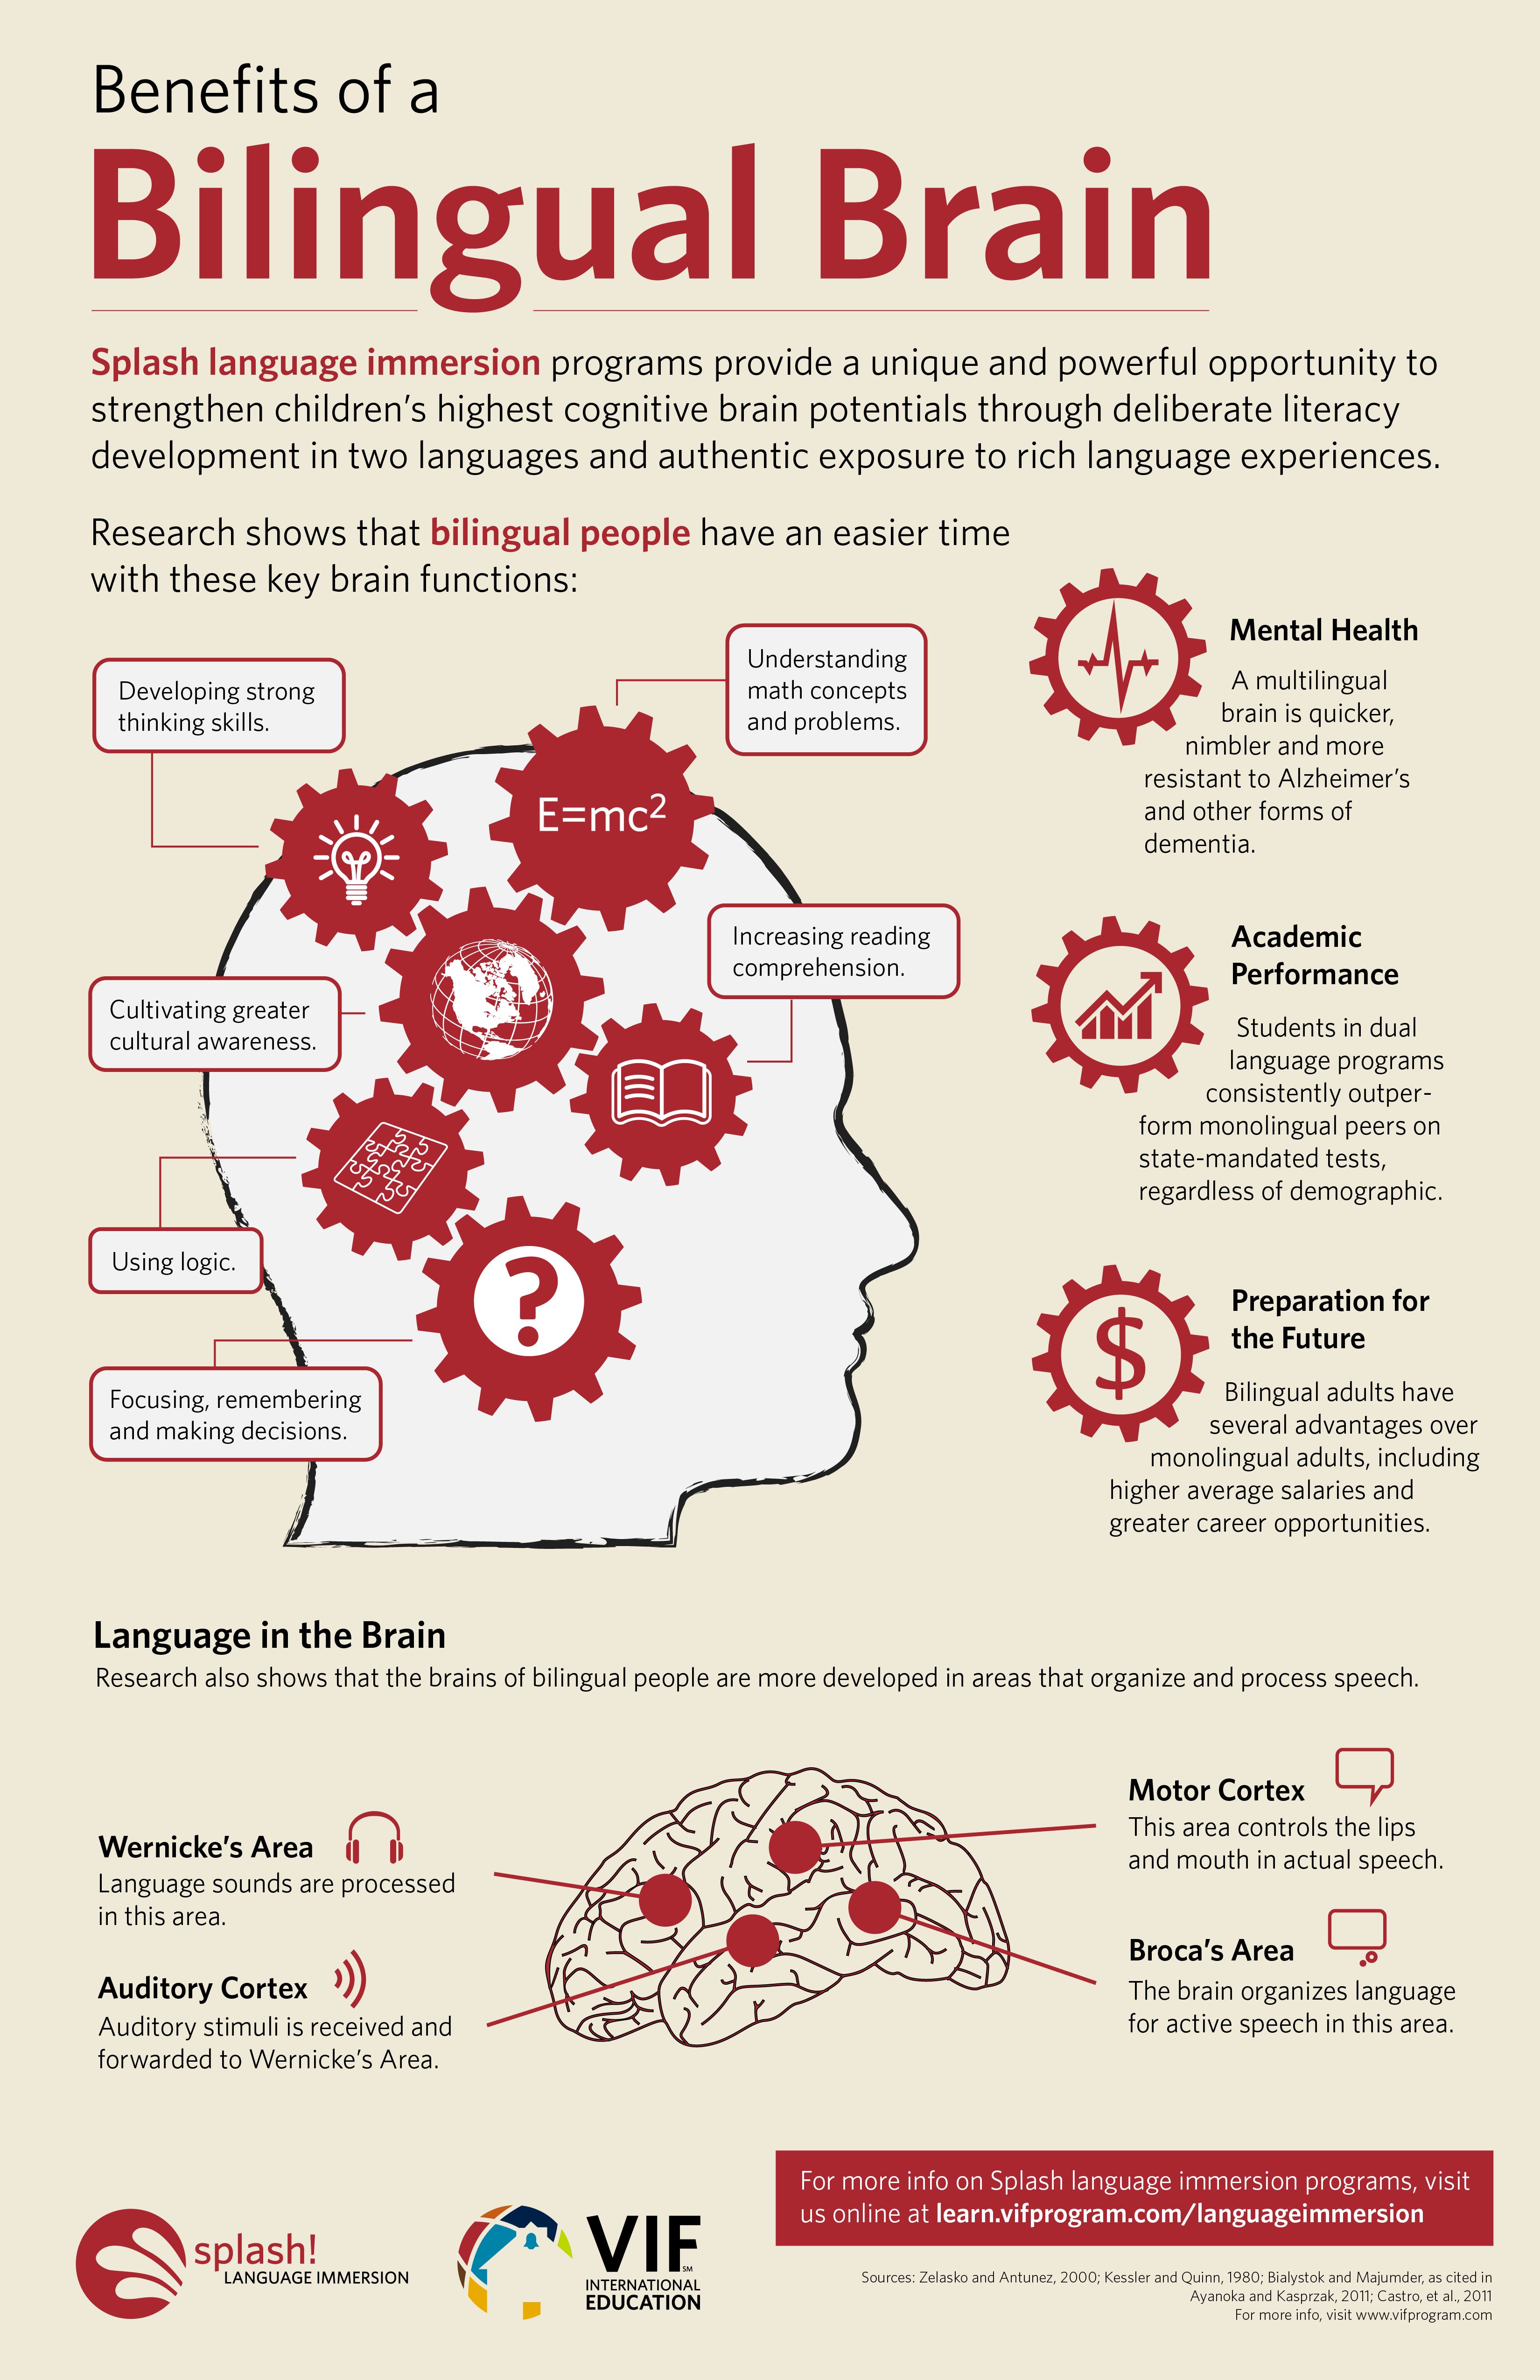 Benefits of a
Bilingual Brain
Splash language immersion programs provide a unique and powerful opportunity to
strengthen children's highest cognitive brain potentials through deliberate literacy
development in two languages and authentic exposure to rich language experiences.
Research shows that bilingual people have an easier time
with these key brain functions:
Developing strong
thinking skills.
Understanding
math concepts
and problems.
E=mc²
Increasing reading
comprehension.
Cultivating greater
cultural awareness.
Using logic.
?
Focusing, remembering
and making decisions.
Mental Health
A multilingual
brain is quicker,
nimbler and more
resistant to Alzheimer's
and other forms of
dementia.
Academic
Performance
Students in dual
language programs
consistently outper-
form monolingual peers on
state-mandated tests,
regardless of demographic.
$
Preparation for
the Future
Bilingual adults have
several advantages over
monolingual adults, including
higher average salaries and
greater career opportunities.
Language in the Brain
Research also shows that the brains of bilingual people are more developed in areas that organize and process speech.
Wernicke's Area
Language sounds are processed
in this area.
Auditory Cortex
Auditory stimuli is received and
forwarded to Wernicke's Area.
Motor Cortex
This area controls the lips
and mouth in actual speech.
Broca's Area
The brain organizes language
for active speech in this area.
splash!
LANGUAGE IMMERSION
VIF SM
INTERNATIONAL
EDUCATION
For more info on Splash language immersion programs, visit
us online at learn.vifprogram.com/languageimmersion
Sources: Zelasko and Antunez, 2000; Kessler and Quinn, 1980; Bialystok and Majumder, as cited in
Ayanoka and Kasprzak, 2011; Castro, et al., 2011
For more info, visit www.vifprogram.com